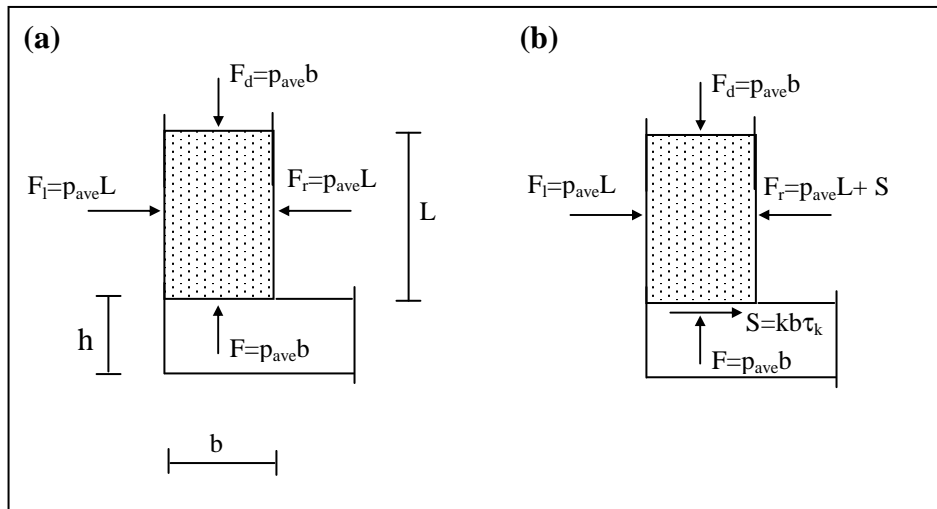 (a)
F_d=p_ave b
F_l=p_ave L
F_r=p_ave L
L
h
F=p_ave b
b
(b)
F_d=p_ave b
F_l=p_ave L
F_r=p_ave L+ S
S=kbτ_k
F=p_ave b